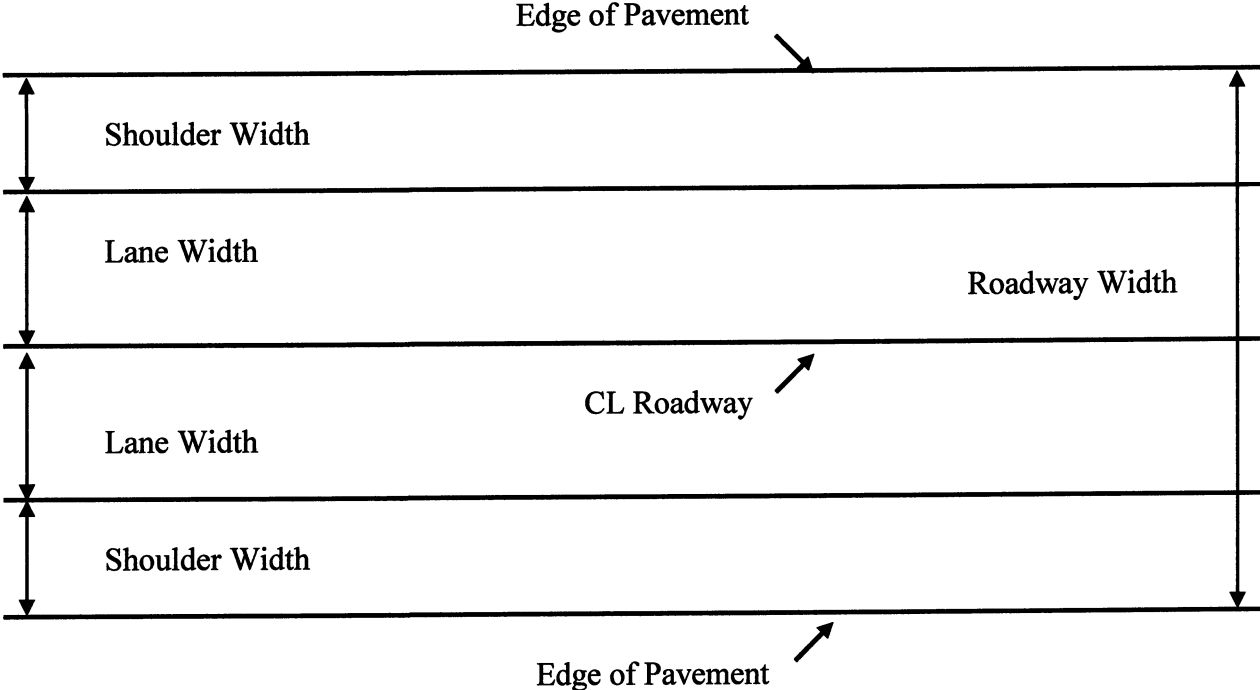 Edge of Pavement
Shoulder Width
Lane Width
Roadway Width
CL Roadway
Lane Width
Shoulder Width
Edge of Pavement